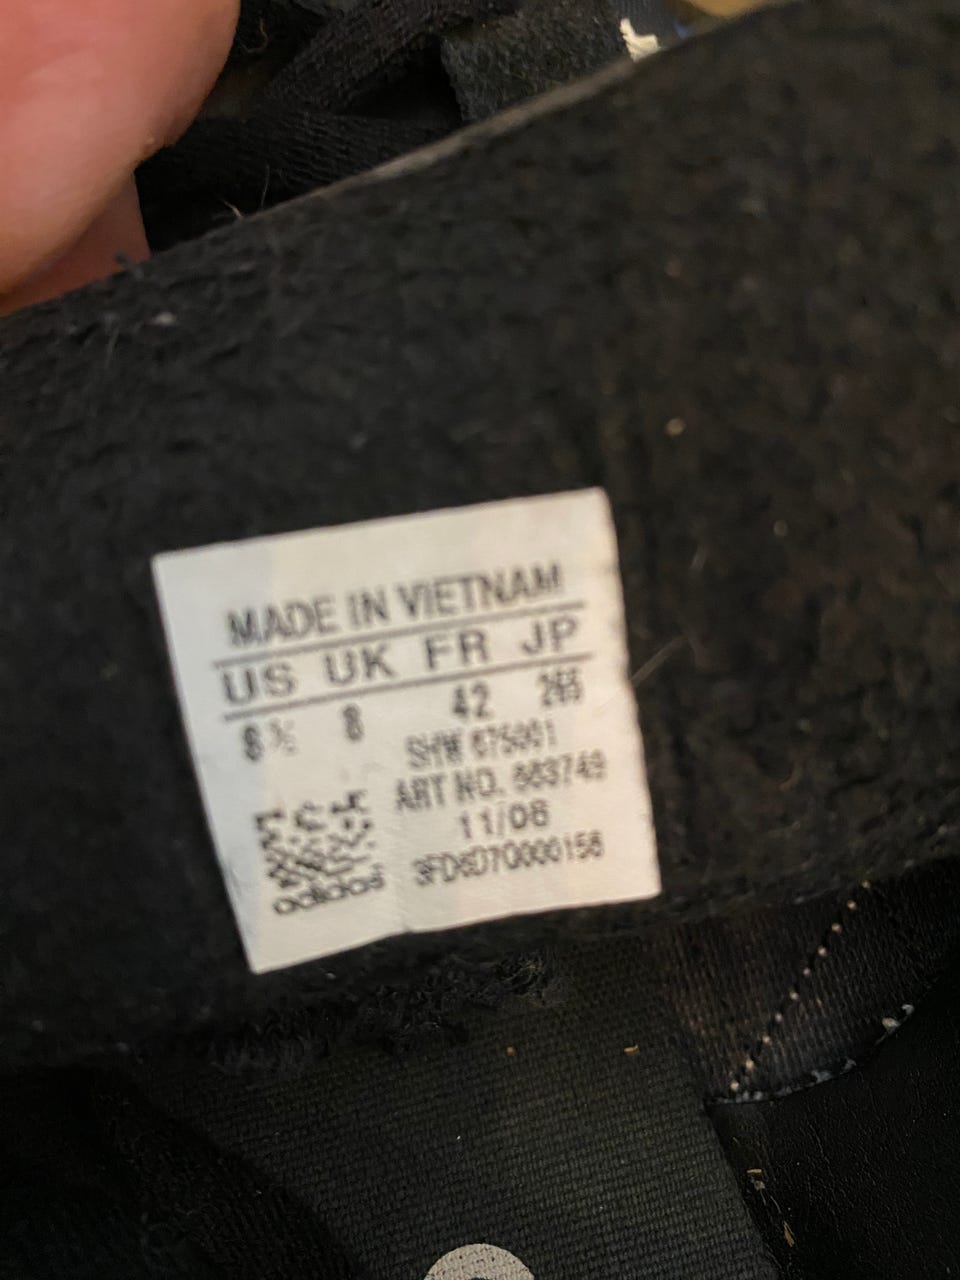 MADE IN VIETNAM
US UK FR JP
8½ 8 42 265
SHW 675001
ART NO. 663749
11/06
adidas